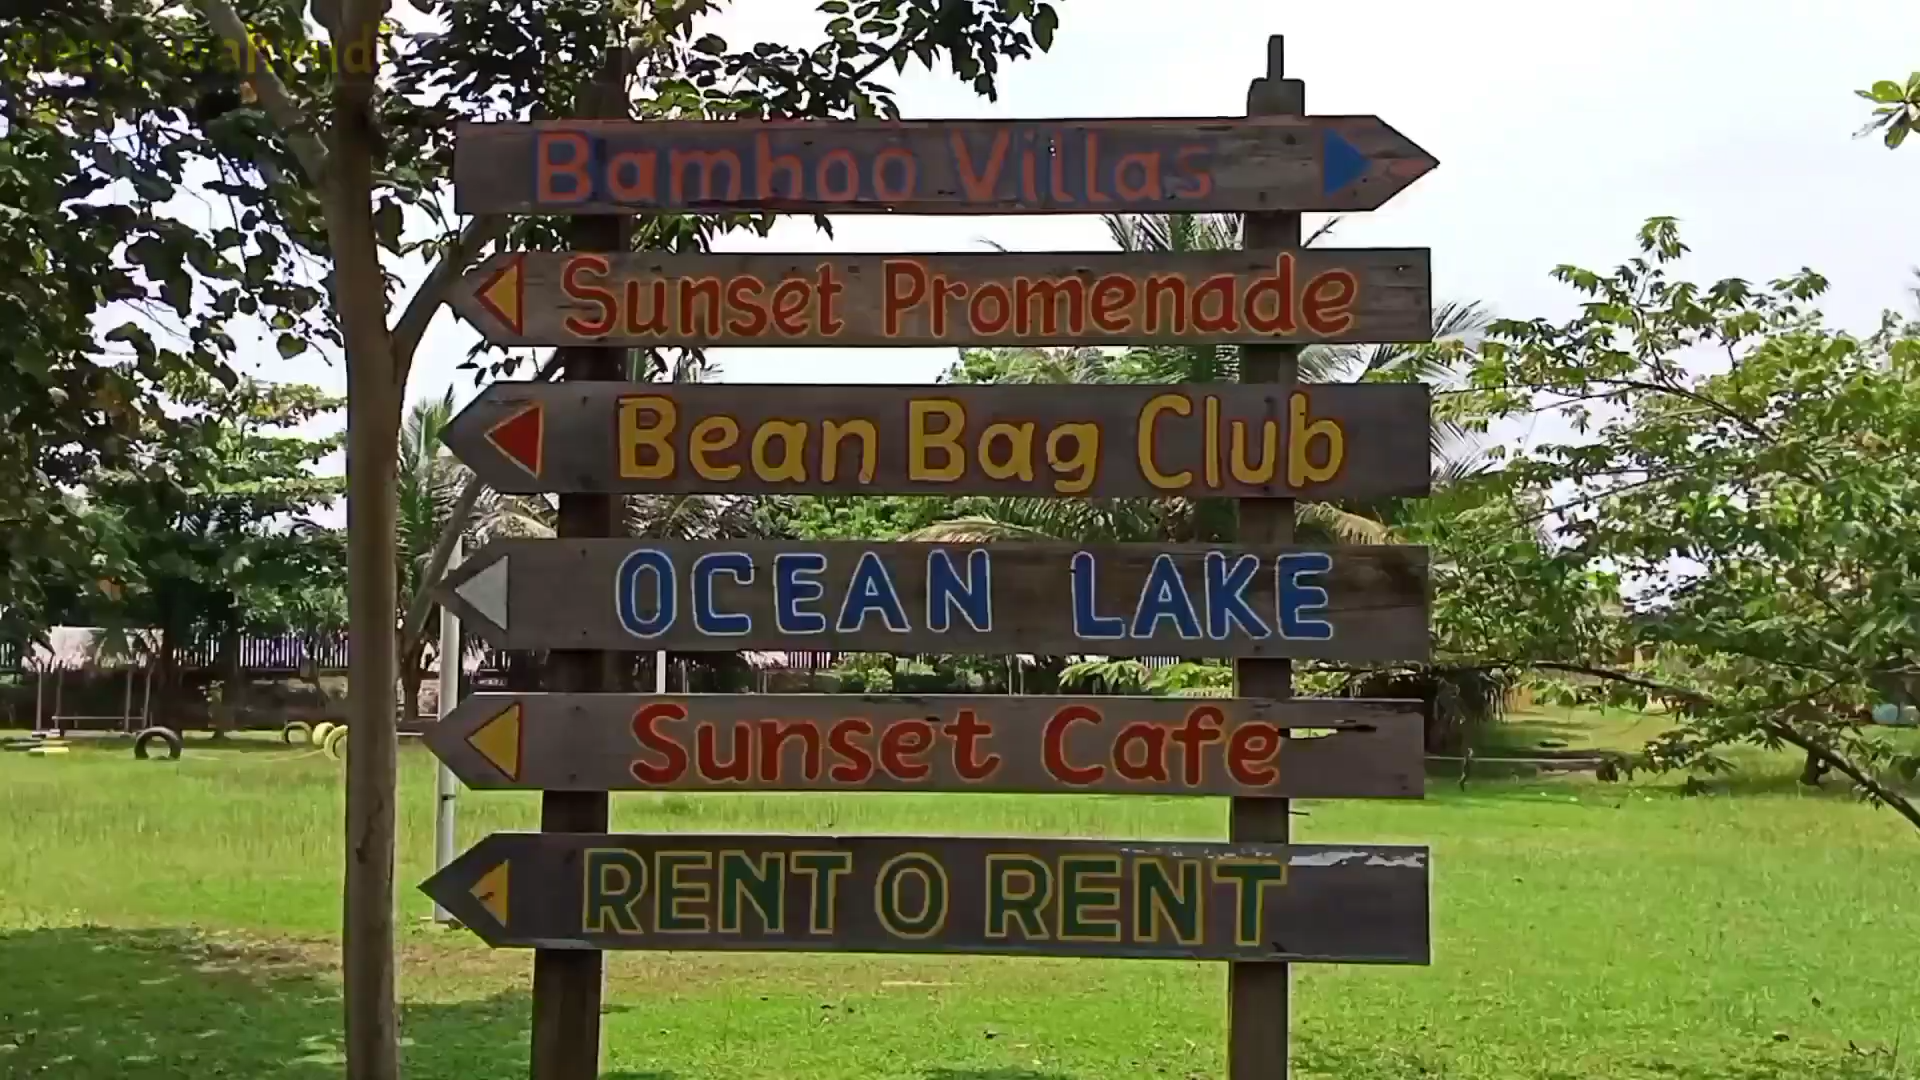 Bamboo Villas
Sunset Promenade
Bean Bag Club
OCEAN LAKE
Sunset Cafe
RENT O RENT